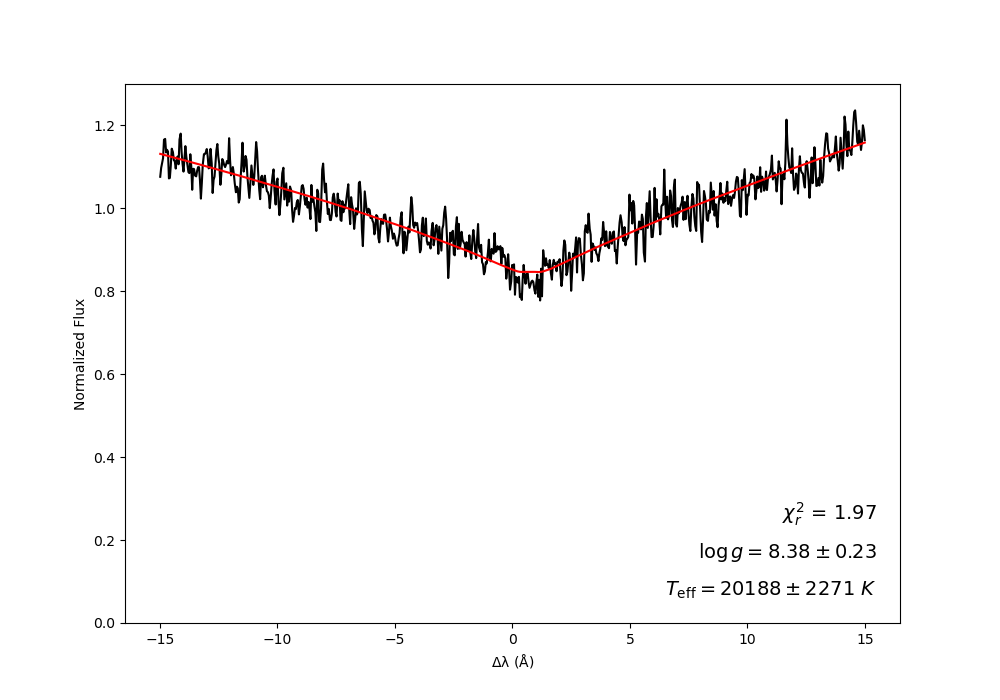 1.2
1.0
0.8
0.6
0.4
0.2
0.0
Normalized Flux
χ²ᵣ = 1.97
log g = 8.38 ± 0.23
T_eff = 20188 ± 2271 K
−15 −10 −5 0 5 10 15
Δλ (Å)